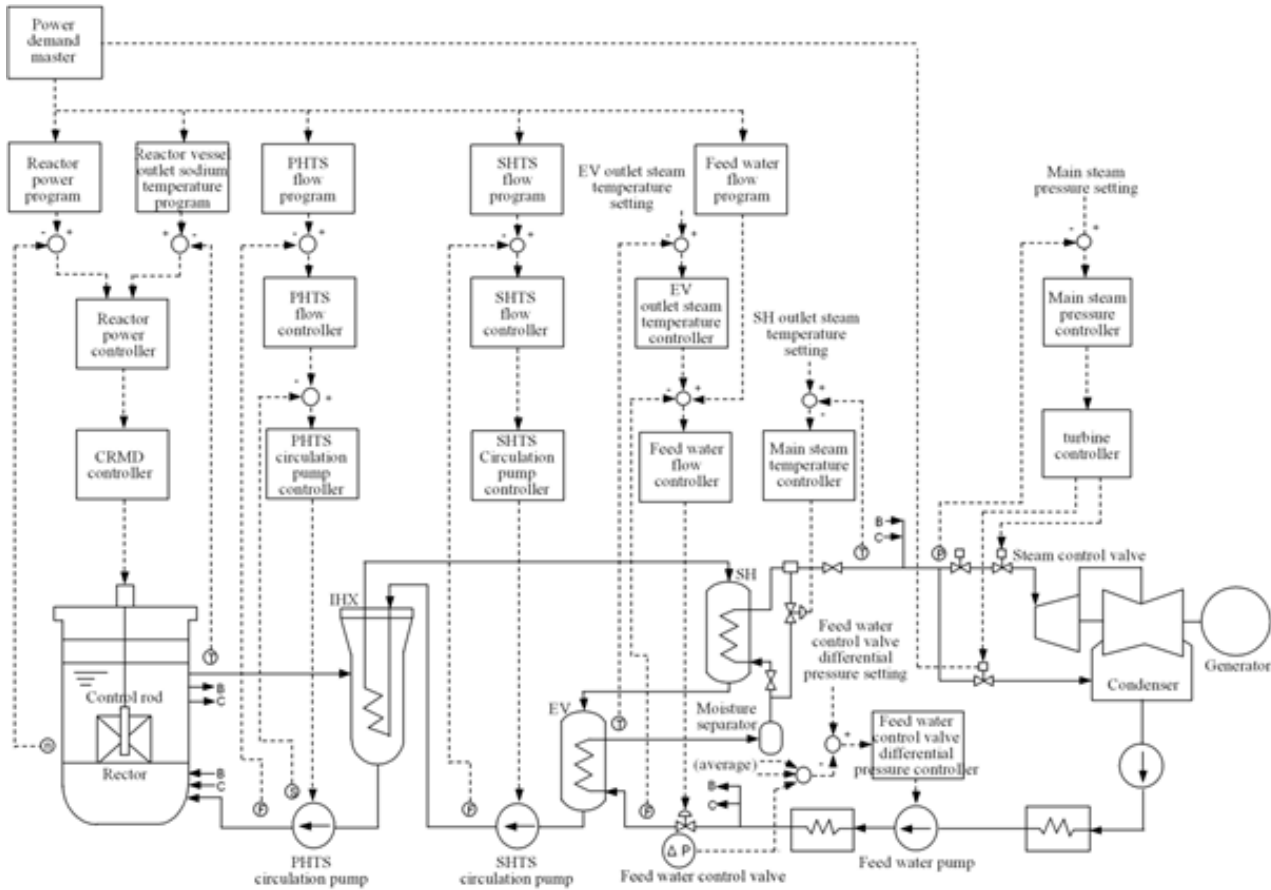 Power
demand
master
Reactor
power
program
Reactor vessel
outlet sodium
temperature
program
PHTS
flow
program
SHTS
flow
program
EV outlet steam
temperature
setting
Feed water
flow program
Main steam
pressure setting
- +
+ -
- +
- +
- +
- +
Reactor
power
controller
PHTS
flow
controller
SHTS
flow
controller
EV
outlet steam
temperature
controller
SH outlet steam
temperature
setting
Main steam
pressure
controller
- +
- +
+
-
CRMD
controller
PHTS
circulation
pump
controller
SHTS
Circulation
pump
controller
Feed water
flow
controller
Main steam
temperature
controller
turbine
controller
B
C
T
P
Steam control valve
SH
IHX
T
B
C
Control rod
n
Rector
B
C
EV
T
Moisture
separator
Feed water
control valve
differential
pressure setting
Generator
Condenser
(average)
+
-
Feed water
control valve
differential
pressure controller
F
S
F
F
B
C
Δ P
PHTS
circulation pump
SHTS
circulation pump
Feed water control valve
Feed water pump